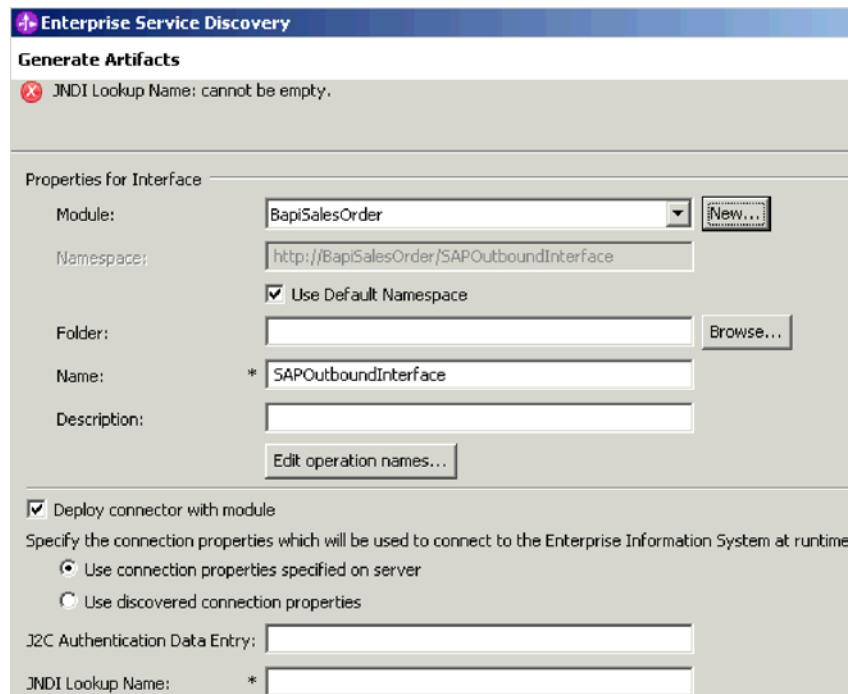 Enterprise Service Discovery
Generate Artifacts
JNDI Lookup Name: cannot be empty.
Properties for Interface
Module: BapiSalesOrder New...
Namespace: http://BapiSalesOrder/SAPOutboundInterface
Use Default Namespace
Folder: Browse...
Name: * SAPOutboundInterface
Description:
Edit operation names...
Deploy connector with module
Specify the connection properties which will be used to connect to the Enterprise Information System at runtime
Use connection properties specified on server
Use discovered connection properties
J2C Authentication Data Entry:
JNDI Lookup Name: *